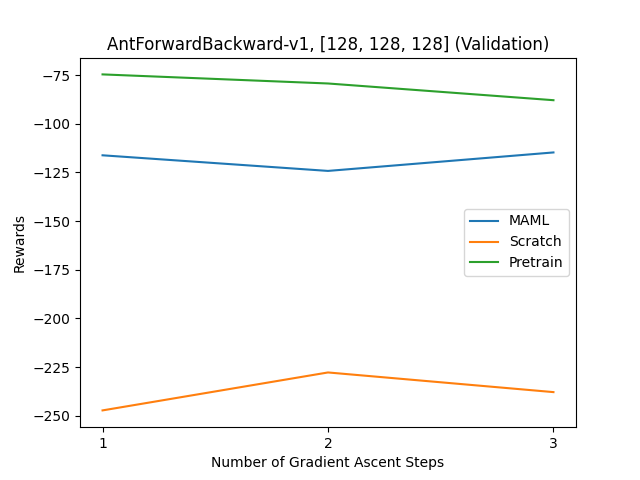 AntForwardBackward-v1, [128, 128, 128] (Validation)
Rewards
−75
−100
−125
−150
−175
−200
−225
−250
MAML
Scratch
Pretrain
1 2 3
Number of Gradient Ascent Steps